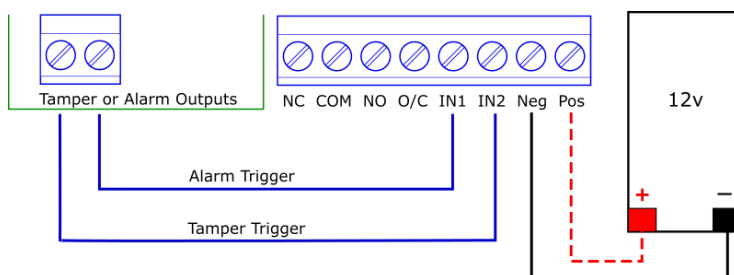 Tamper or Alarm Outputs
NC COM NO O/C IN1 IN2 Neg Pos
12v
Alarm Trigger
Tamper Trigger
+ −